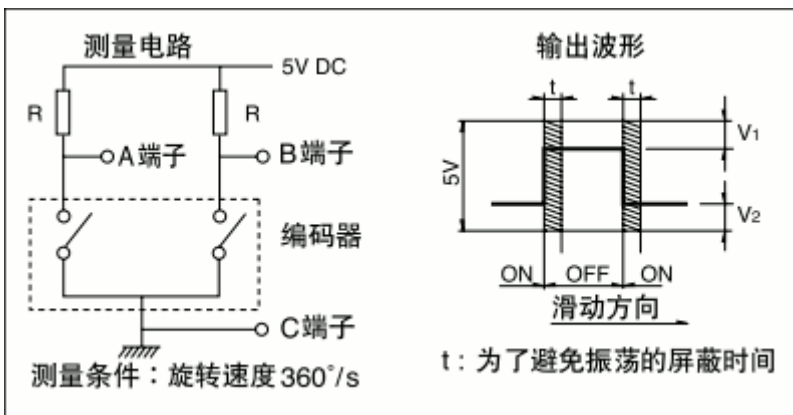 测量电路
5V DC
R
R
A端子
B端子
编码器
C端子
测量条件：旋转速度360°/s
输出波形
t
t
V1
5V
V2
ON
OFF
ON
滑动方向
t：为了避免振荡的屏蔽时间